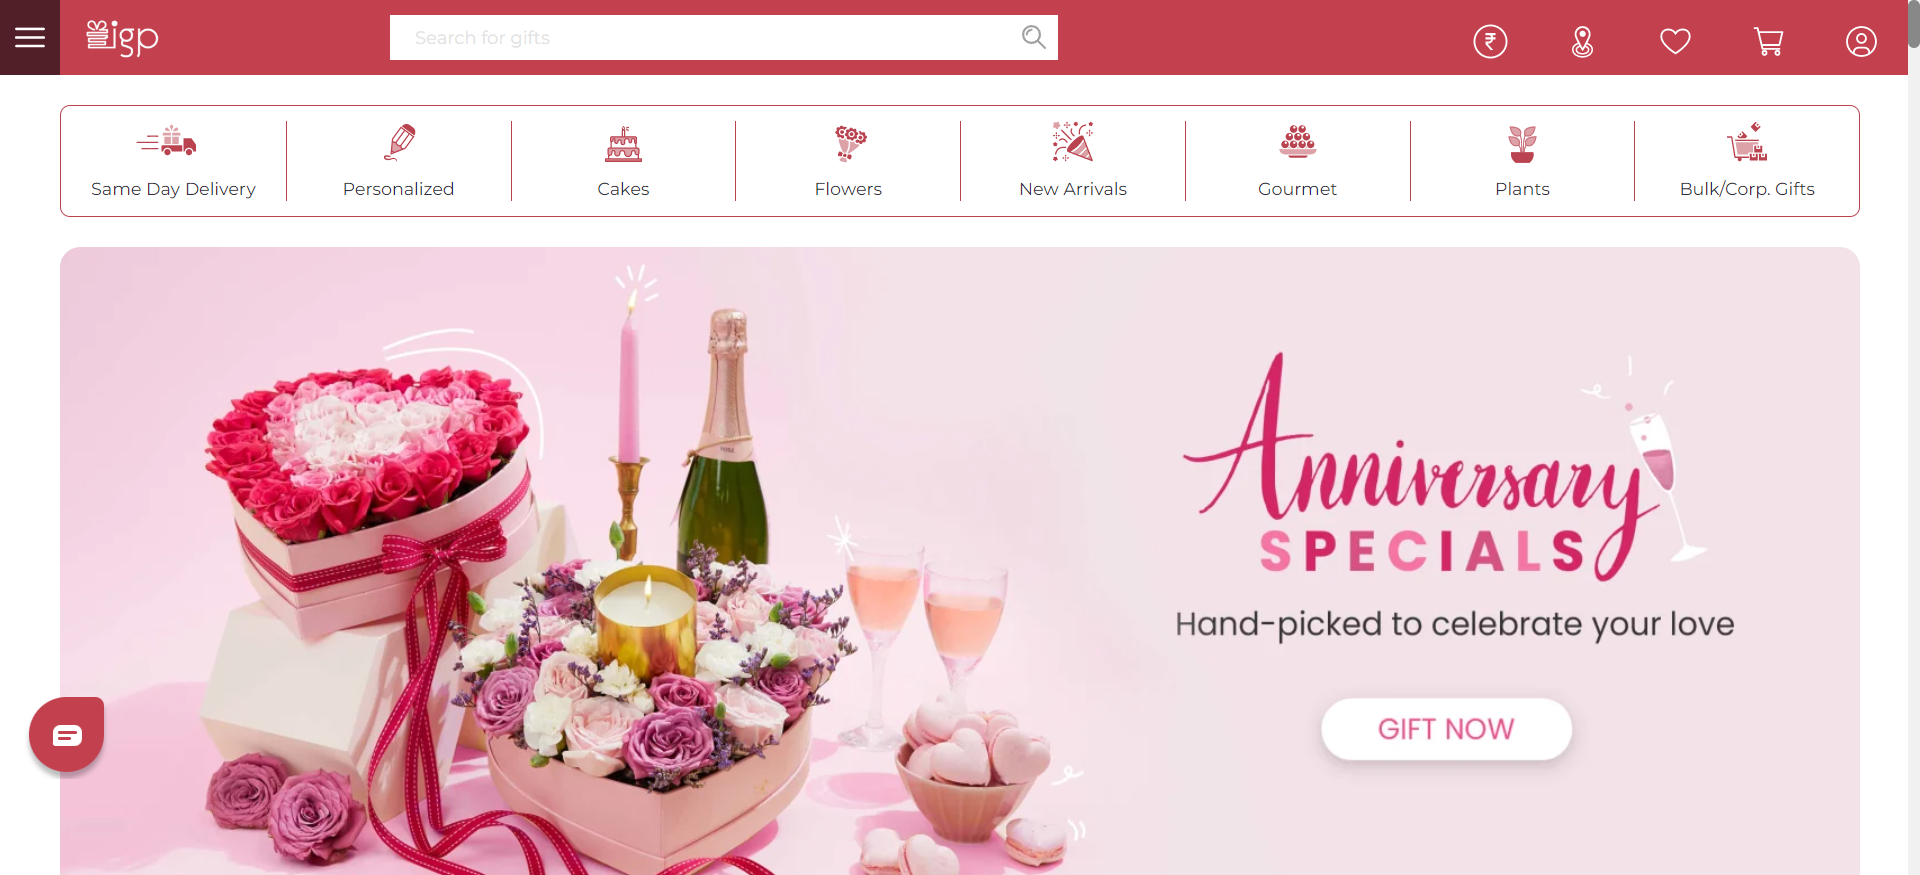 igp
Search for gifts
Same Day Delivery
Personalized
Cakes
Flowers
New Arrivals
Gourmet
Plants
Bulk/Corp. Gifts
Anniversary
SPECIALS
Hand-picked to celebrate your love
GIFT NOW